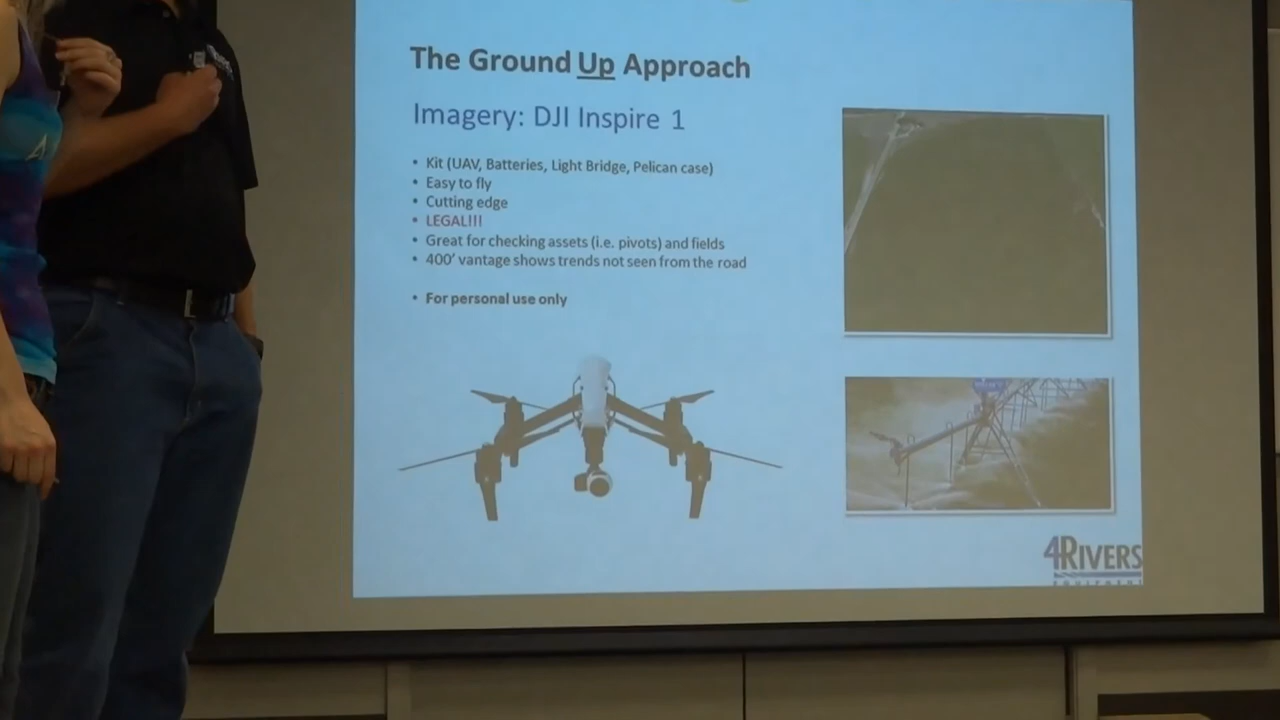 The Ground Up Approach
Imagery: DJI Inspire 1
• Kit (UAV, Batteries, Light Bridge, Pelican case)
• Easy to fly
• Cutting edge
• LEGAL!!!
• Great for checking assets (i.e. pivots) and fields
• 400' vantage shows trends not seen from the road
• For personal use only
4RIVERS
EQUIPMENT